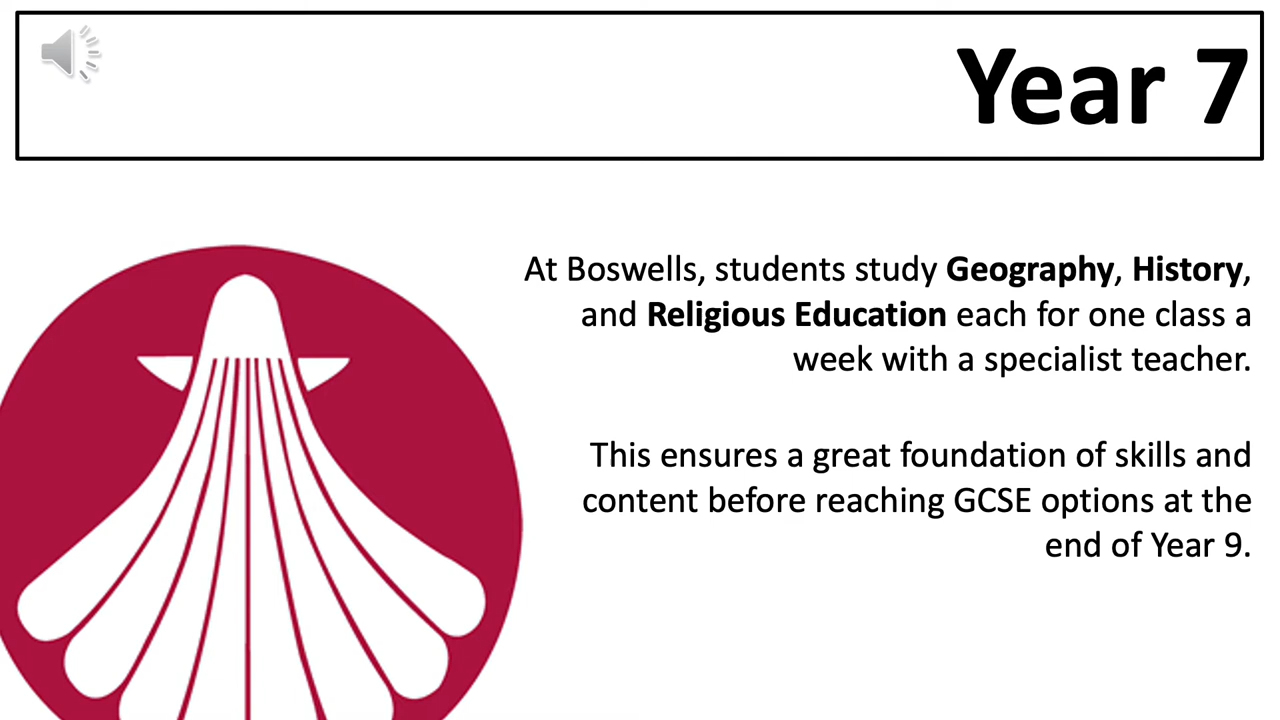 Year 7
At Boswells, students study Geography, History,
and Religious Education each for one class a
week with a specialist teacher.
This ensures a great foundation of skills and
content before reaching GCSE options at the
end of Year 9.